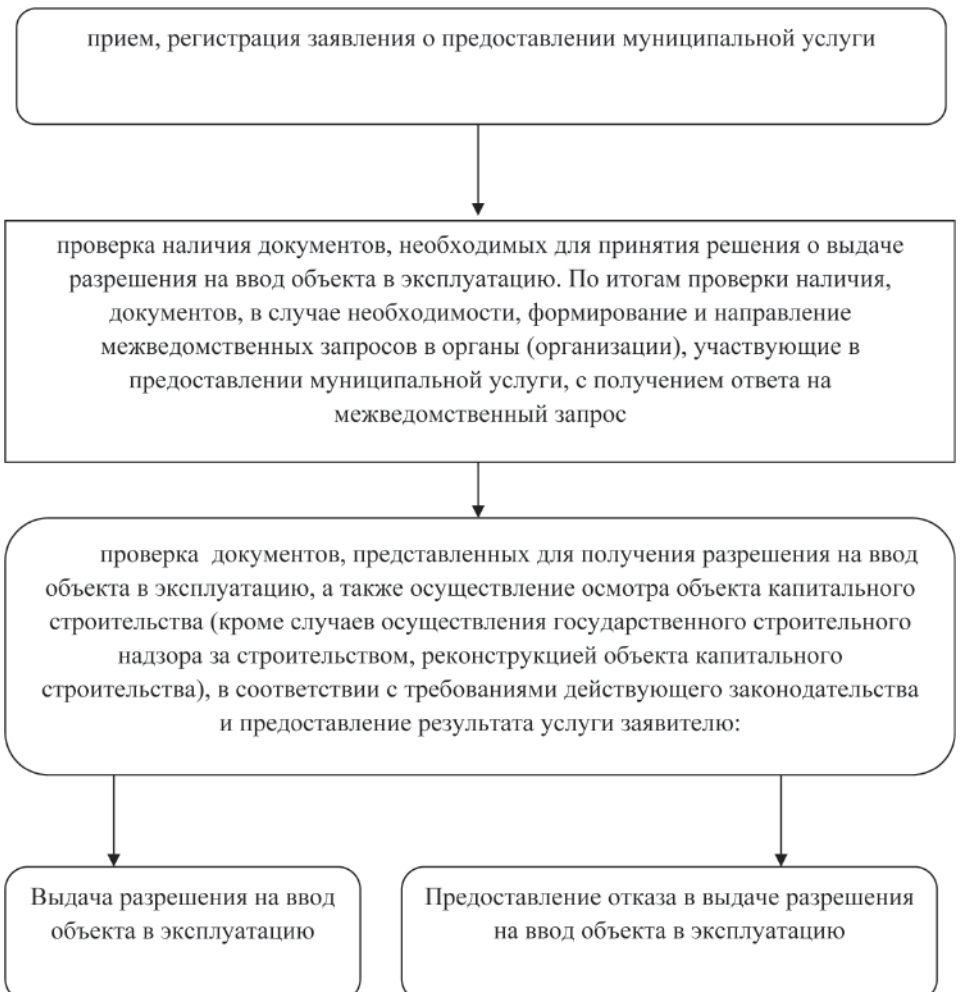 прием, регистрация заявления о предоставлении муниципальной услуги
проверка наличия документов, необходимых для принятия решения о выдаче
разрешения на ввод объекта в эксплуатацию. По итогам проверки наличия,
документов, в случае необходимости, формирование и направление
межведомственных запросов в органы (организации), участвующие в
предоставлении муниципальной услуги, с получением ответа на
межведомственный запрос
проверка документов, представленных для получения разрешения на ввод
объекта в эксплуатацию, а также осуществление осмотра объекта капитального
строительства (кроме случаев осуществления государственного строительного
надзора за строительством, реконструкцией объекта капитального
строительства), в соответствии с требованиями действующего законодательства
и предоставление результата услуги заявителю:
Выдача разрешения на ввод
объекта в эксплуатацию
Предоставление отказа в выдаче разрешения
на ввод объекта в эксплуатацию